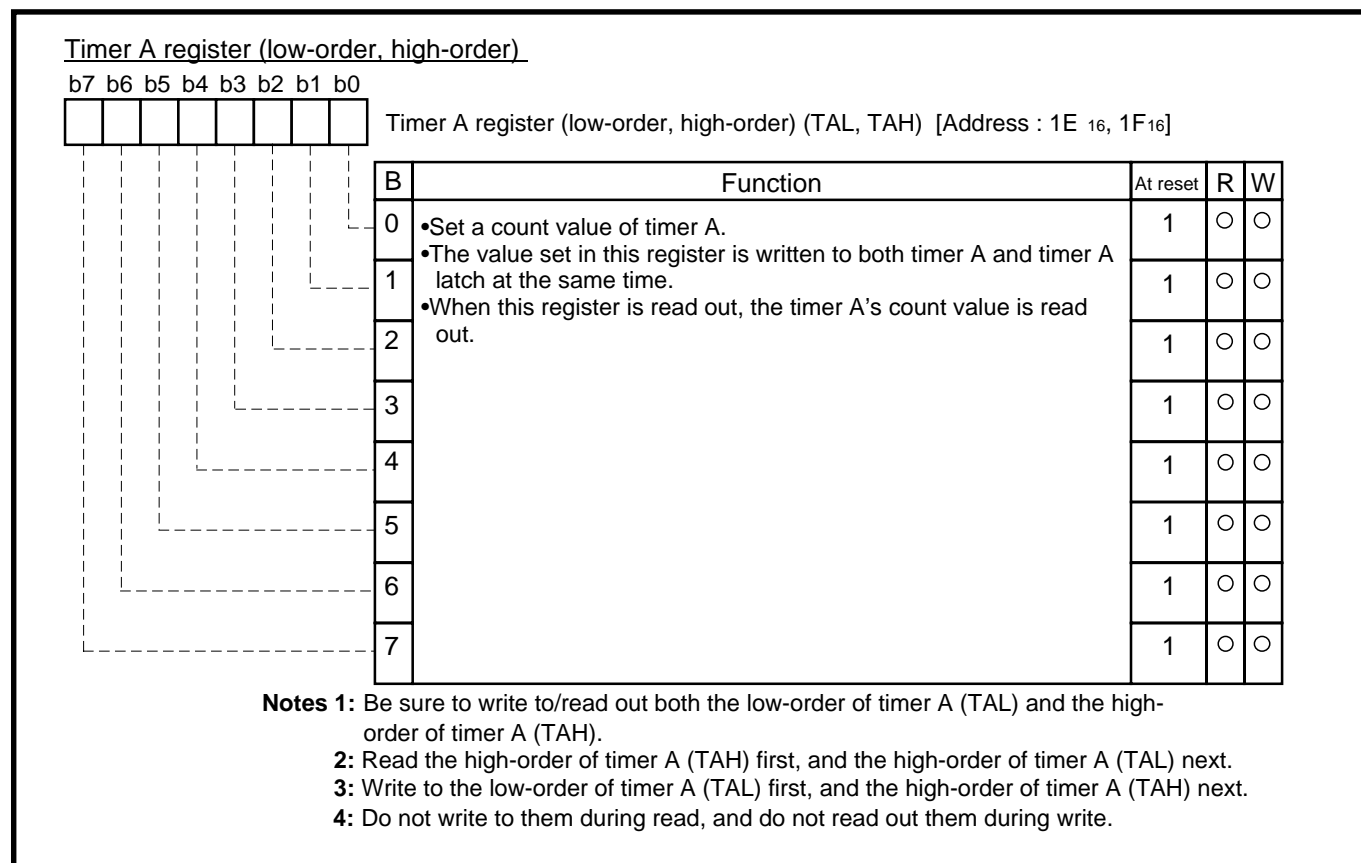 Timer A register (low-order, high-order)
b7 b6 b5 b4 b3 b2 b1 b0
Timer A register (low-order, high-order) (TAL, TAH) [Address : 1E 16, 1F16]
B Function At reset R W
0 •Set a count value of timer A. 1 ○ ○
•The value set in this register is written to both timer A and timer A
1 latch at the same time. 1 ○ ○
•When this register is read out, the timer A’s count value is read
2 out. 1 ○ ○
3 1 ○ ○
4 1 ○ ○
5 1 ○ ○
6 1 ○ ○
7 1 ○ ○
Notes 1: Be sure to write to/read out both the low-order of timer A (TAL) and the high-
order of timer A (TAH).
2: Read the high-order of timer A (TAH) first, and the high-order of timer A (TAL) next.
3: Write to the low-order of timer A (TAL) first, and the high-order of timer A (TAH) next.
4: Do not write to them during read, and do not read out them during write.